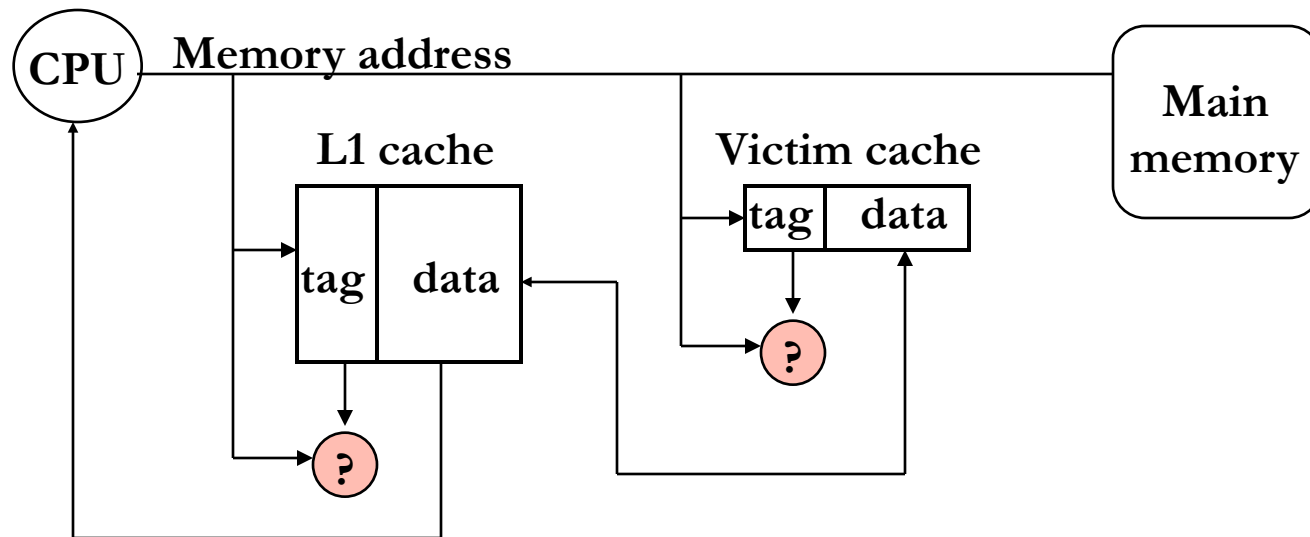 CPU
Memory address
Main
memory
L1 cache
Victim cache
tag
data
tag
data
?
?